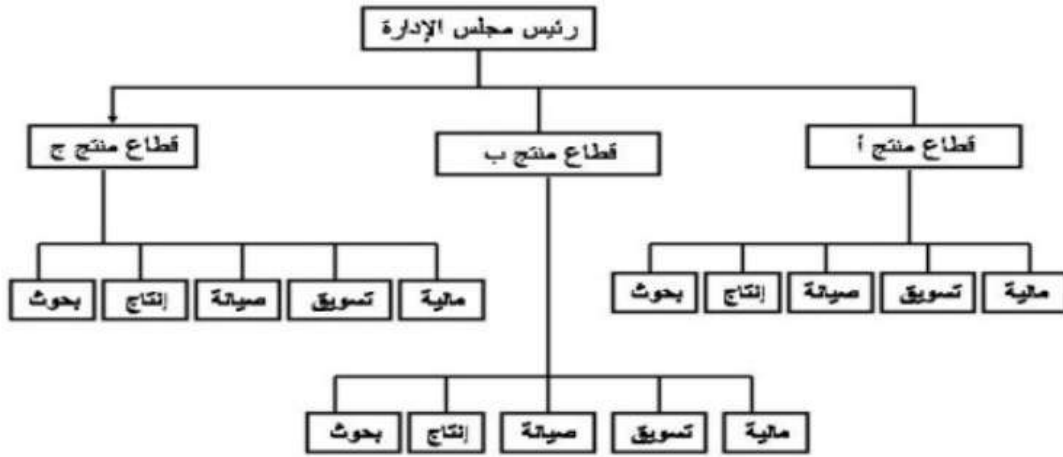 رئيس مجلس الإدارة
قطاع منتج أ
قطاع منتج ب
قطاع منتج ج
مالية
تسويق
صيانة
إنتاج
بحوث
مالية
تسويق
صيانة
إنتاج
بحوث
مالية
تسويق
صيانة
إنتاج
بحوث